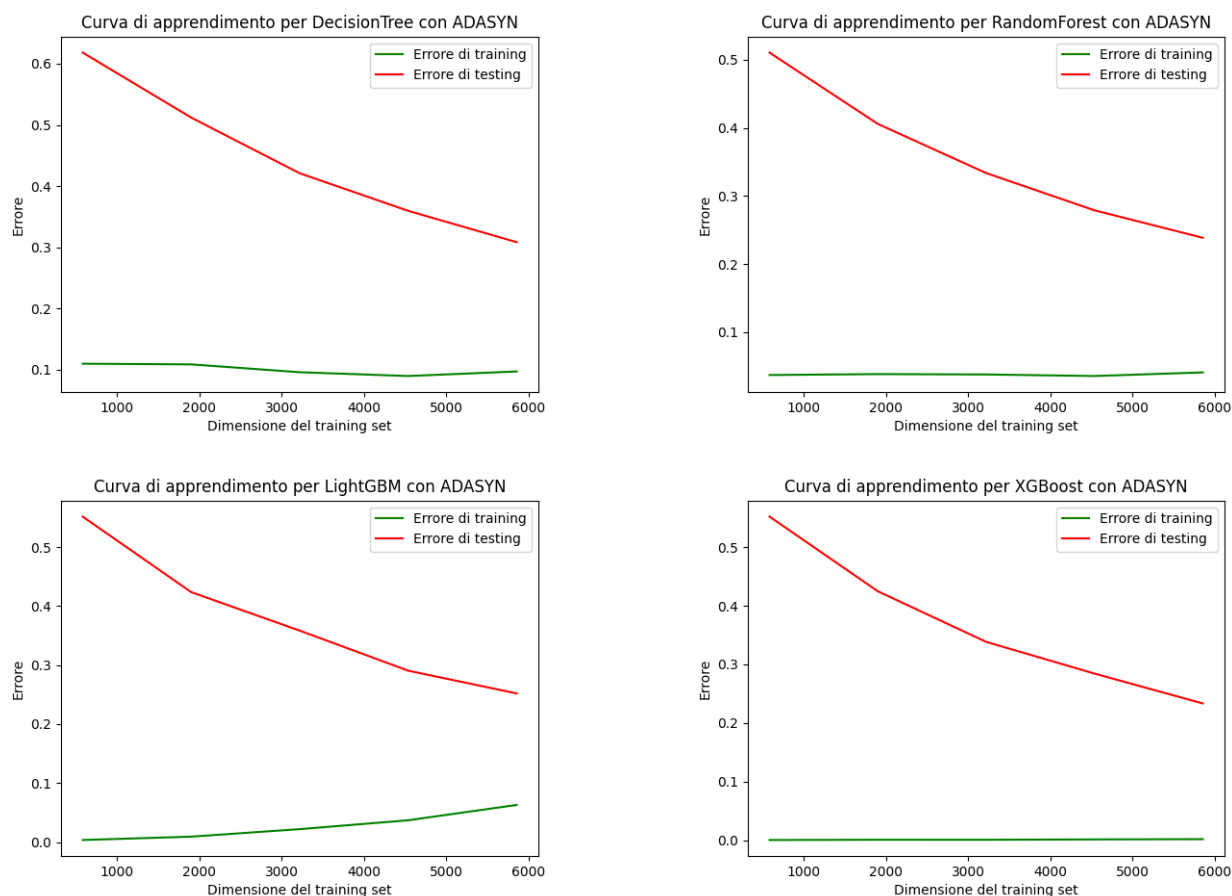 Curva di apprendimento per DecisionTree con ADASYN
Errore di training
Errore di testing
0.6
0.5
0.4
0.3
0.2
0.1
Errore
1000 2000 3000 4000 5000 6000
Dimensione del training set
Curva di apprendimento per RandomForest con ADASYN
Errore di training
Errore di testing
0.5
0.4
0.3
0.2
0.1
Errore
1000 2000 3000 4000 5000 6000
Dimensione del training set
Curva di apprendimento per LightGBM con ADASYN
Errore di training
Errore di testing
0.5
0.4
0.3
0.2
0.1
0.0
Errore
1000 2000 3000 4000 5000 6000
Dimensione del training set
Curva di apprendimento per XGBoost con ADASYN
Errore di training
Errore di testing
0.5
0.4
0.3
0.2
0.1
0.0
Errore
1000 2000 3000 4000 5000 6000
Dimensione del training set